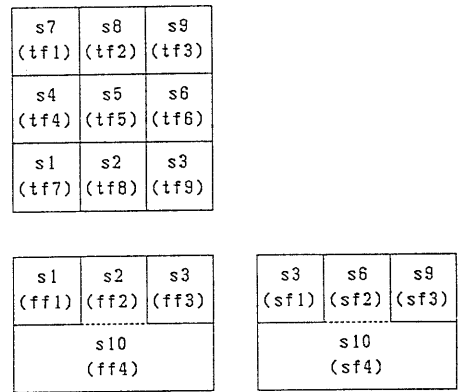 s7 s8 s9
(tf1) (tf2) (tf3)
s4 s5 s6
(tf4) (tf5) (tf6)
s1 s2 s3
(tf7) (tf8) (tf9)
s1 s2 s3
(ff1) (ff2) (ff3)
s10
(ff4)
s3 s6 s9
(sf1) (sf2) (sf3)
s10
(sf4)